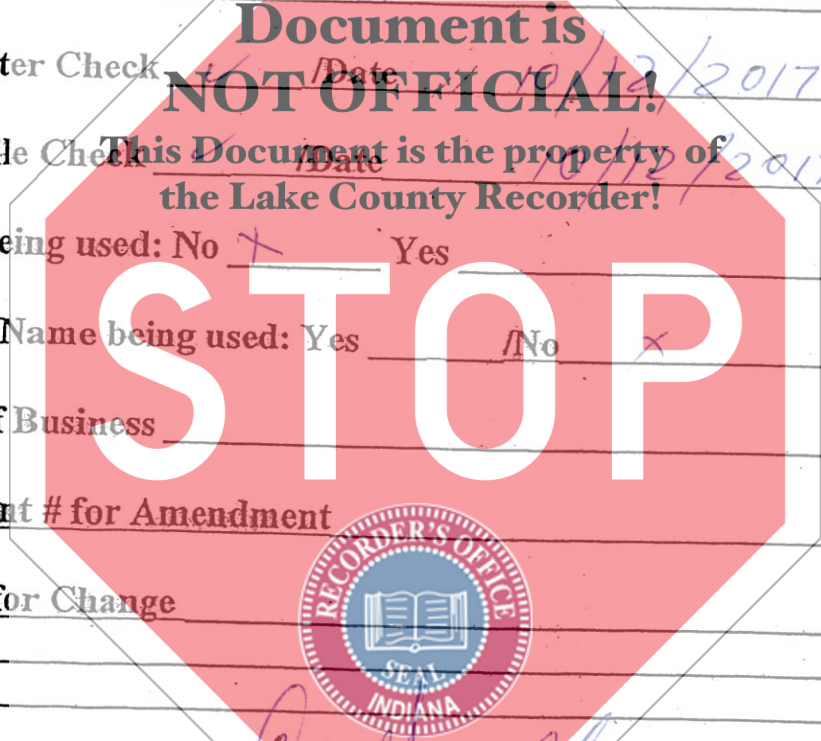 Document is
ter Check ✓ /Date 10/12/2017
NOT OFFICIAL!
le Check ✓ /Date 10/12/2017
This Document is the property of
the Lake County Recorder!
eing used: No X Yes
STOP
Name being used: Yes /No X
f Business
nt # for Amendment
RECORDER'S OFFICE
for Change
SEAL
INDIANA